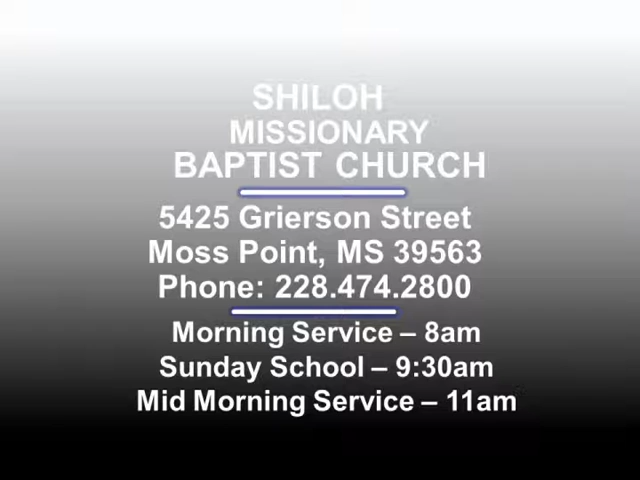 SHILOH
MISSIONARY
BAPTIST CHURCH
5425 Grierson Street
Moss Point, MS 39563
Phone: 228.474.2800
Morning Service – 8am
Sunday School – 9:30am
Mid Morning Service – 11am